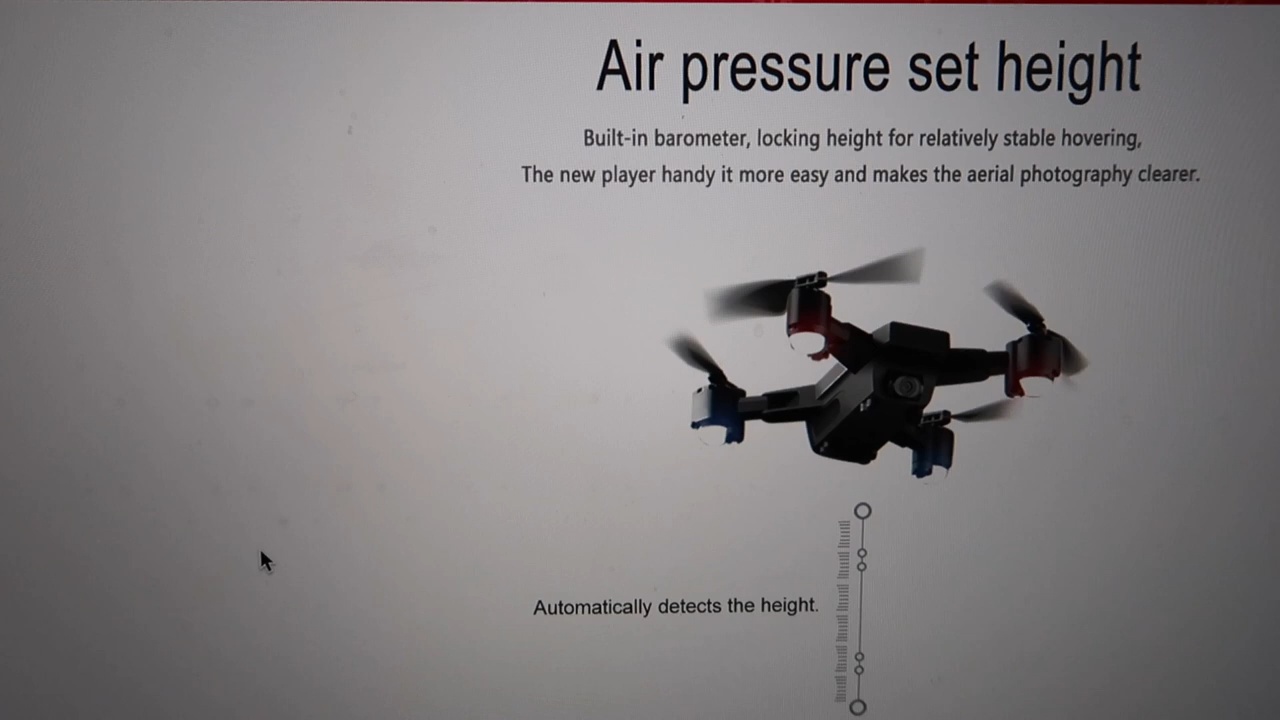 Air pressure set height
Built-in barometer, locking height for relatively stable hovering,
The new player handy it more easy and makes the aerial photography clearer.
Automatically detects the height.